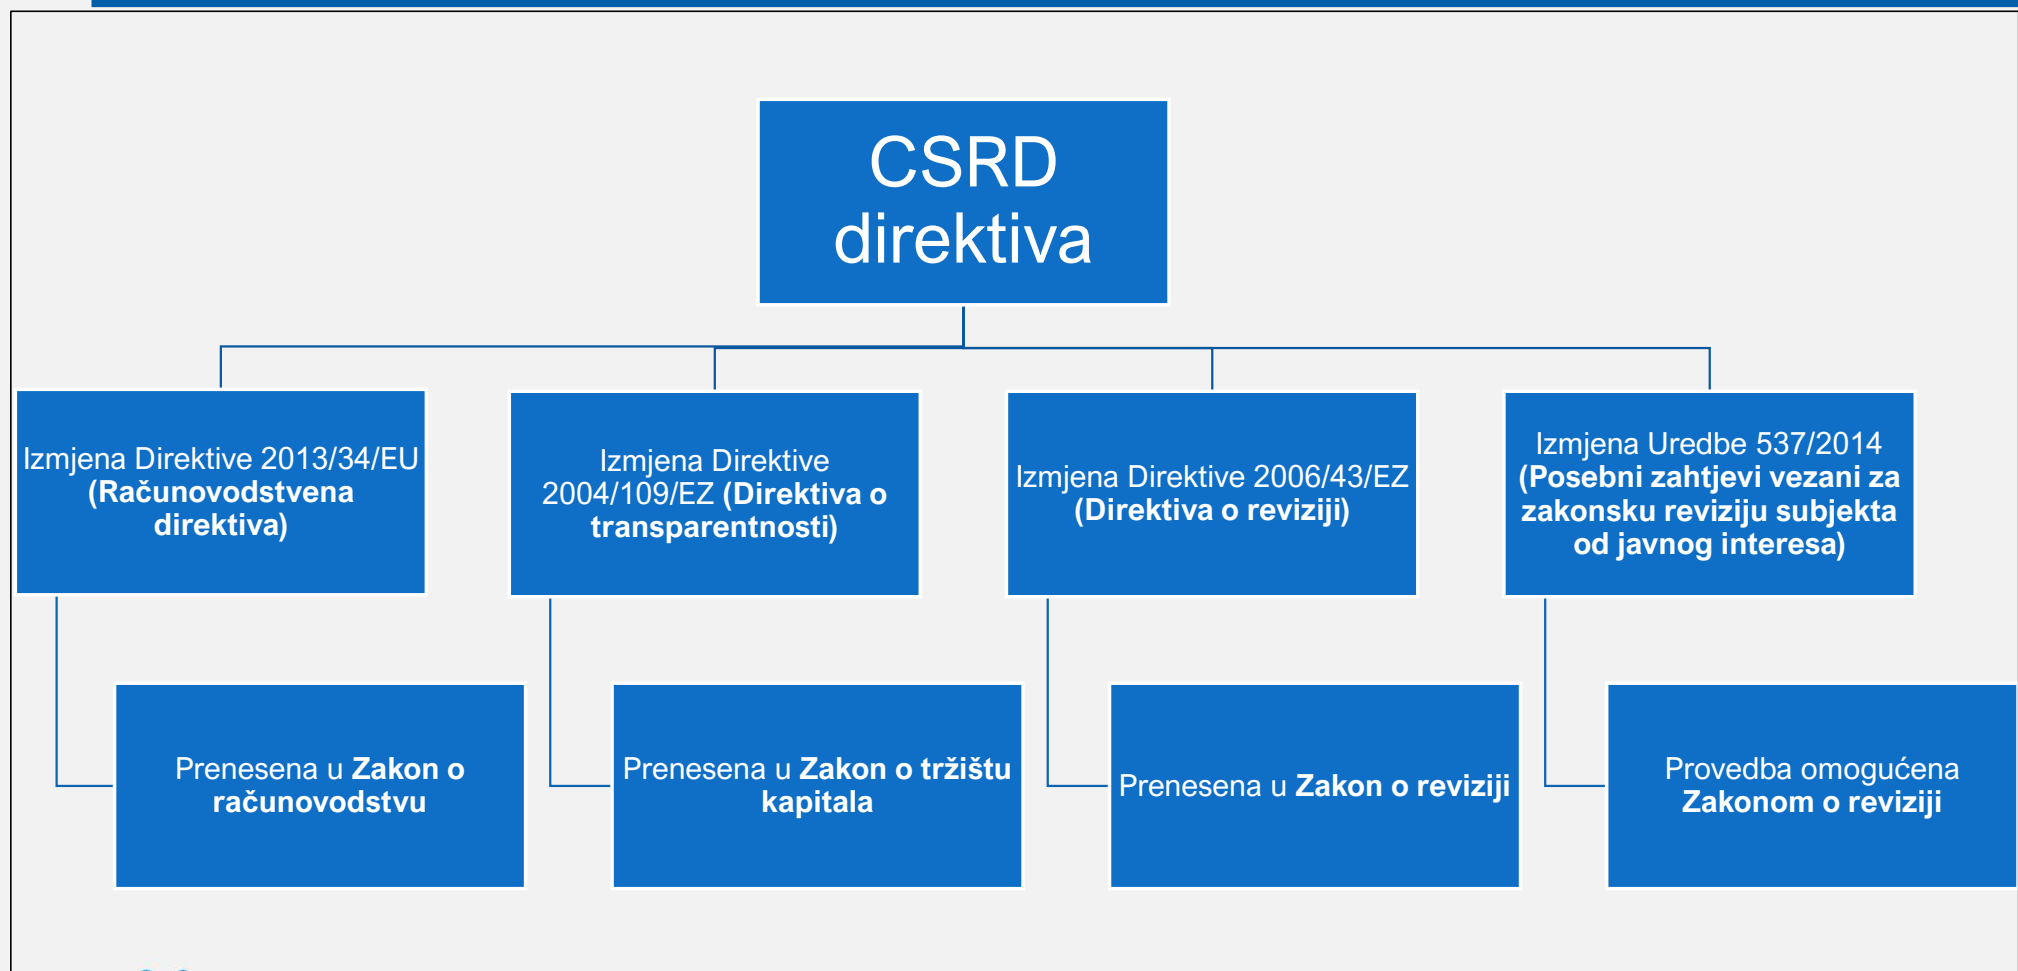 CSRD
direktiva
Izmjena Direktive 2013/34/EU
(Računovodstvena
direktiva)
Izmjena Direktive
2004/109/EZ (Direktiva o
transparentnosti)
Izmjena Direktive 2006/43/EZ
(Direktiva o reviziji)
Izmjena Uredbe 537/2014
(Posebni zahtjevi vezani za
zakonsku reviziju subjekta
od javnog interesa)
Prenesena u Zakon o
računovodstvu
Prenesena u Zakon o tržištu
kapitala
Prenesena u Zakon o reviziji
Provedba omogućena
Zakonom o reviziji